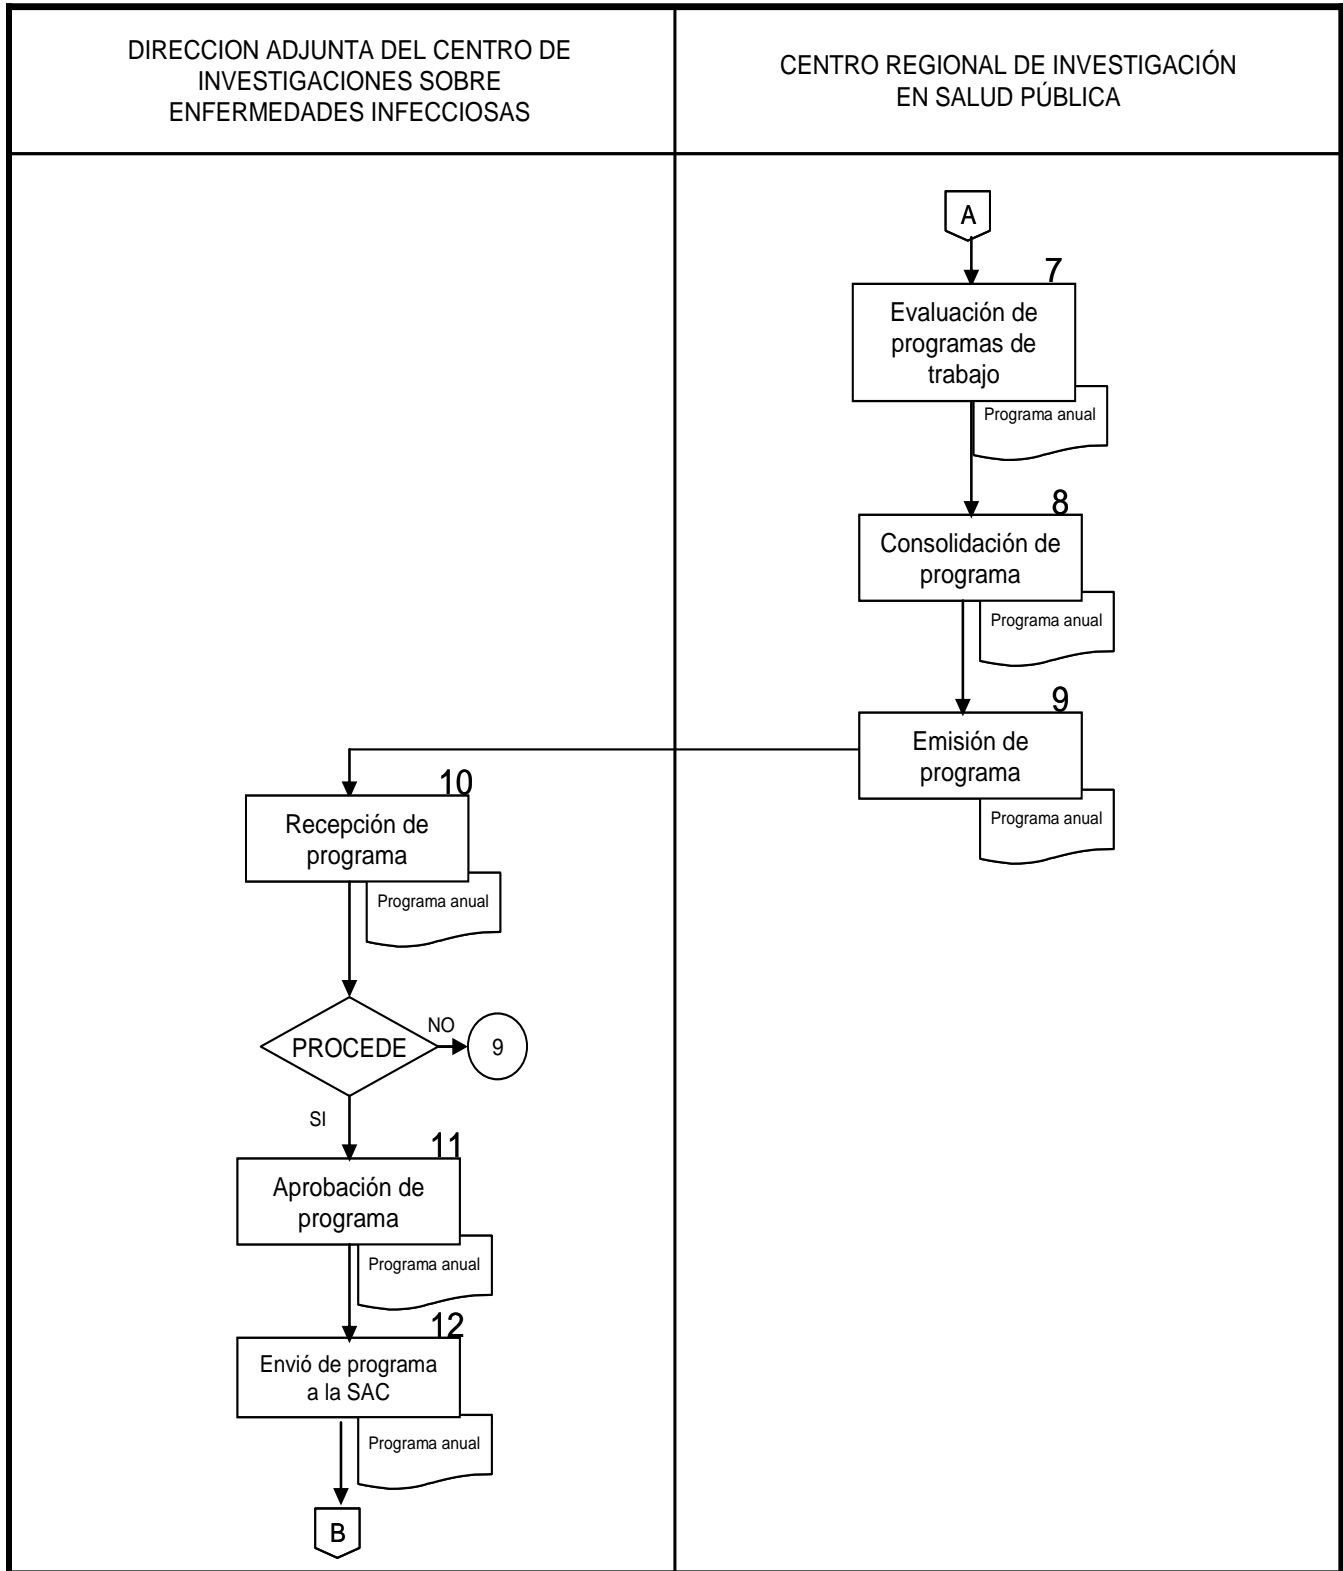 DIRECCION ADJUNTA DEL CENTRO DE
INVESTIGACIONES SOBRE
ENFERMEDADES INFECCIOSAS
CENTRO REGIONAL DE INVESTIGACIÓN
EN SALUD PÚBLICA
A
7
Evaluación de
programas de
trabajo
Programa anual
8
Consolidación de
programa
Programa anual
9
Emisión de
programa
Programa anual
10
Recepción de
programa
Programa anual
PROCEDE
NO
9
SI
11
Aprobación de
programa
Programa anual
12
Envió de programa
a la SAC
Programa anual
B